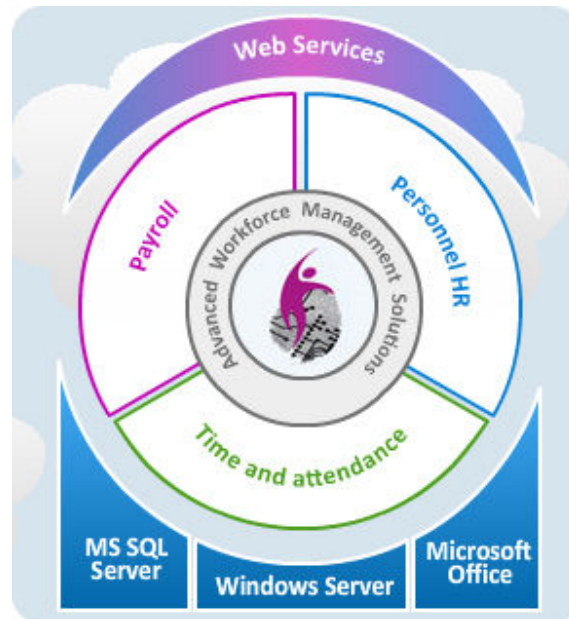 Web Services
Payroll
Personnel HR
Advanced Workforce Management Solutions
Time and attendance
MS SQL
Server
Windows Server
Microsoft
Office